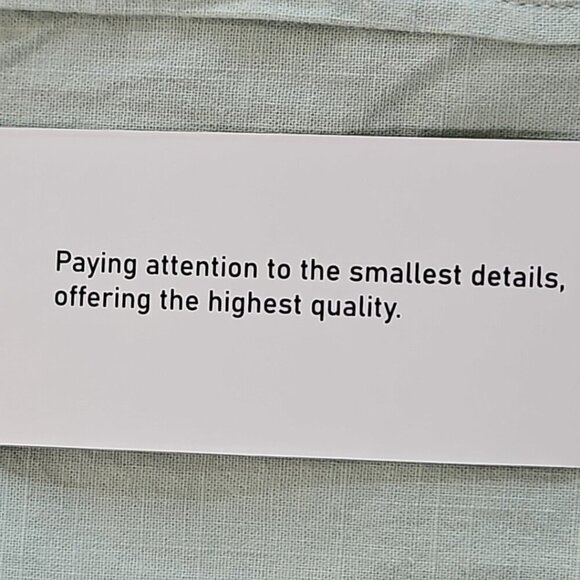 Paying attention to the smallest details,
offering the highest quality.